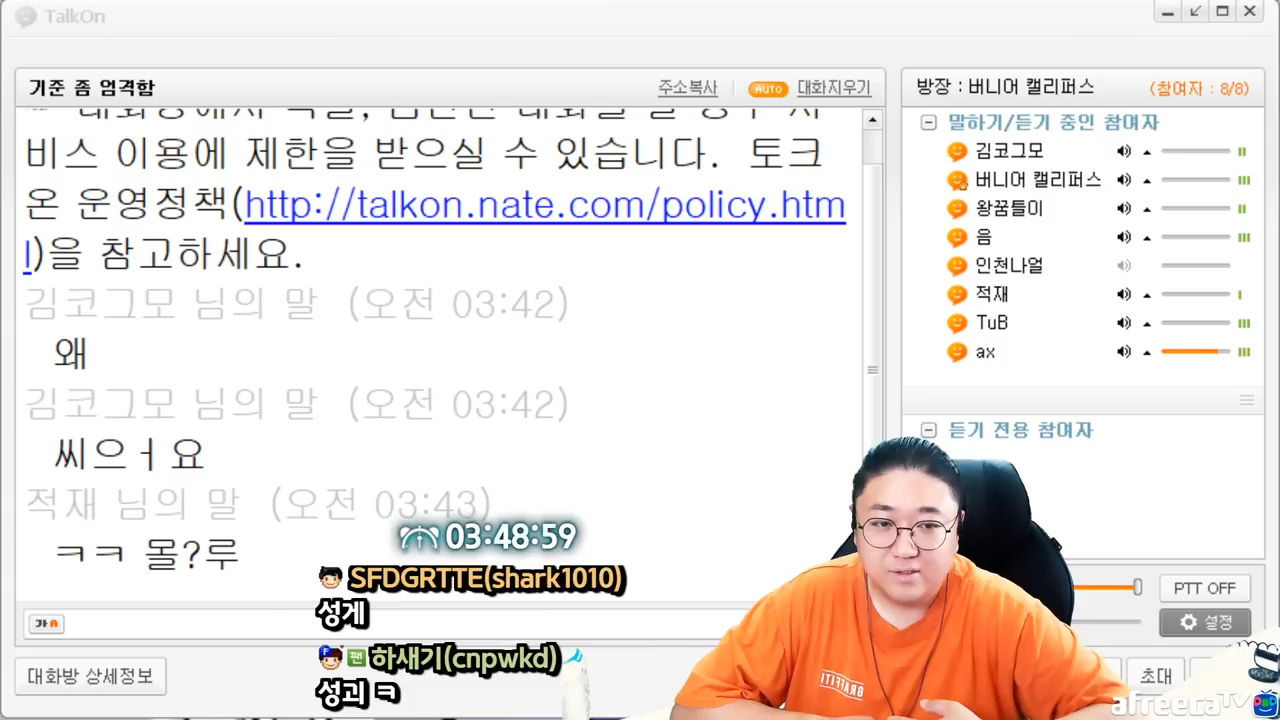 TalkOn
기준 좀 엄격함
주소복사
AUTO 대화지우기
비스 이용에 제한을 받으실 수 있습니다. 토크
온 운영정책(http://talkon.nate.com/policy.htm
l)을 참고하세요.
김코그모 님의 말 (오전 03:42)
왜
김코그모 님의 말 (오전 03:42)
씨으ㅓ요
적재 님의 말 (오전 03:43)
ㅋㅋ 몰?루
03:48:59
SFDGRTTE(shark1010)
성게
팬 하새기(cnpwkd)
성괴 ㅋ
가A
대화방 상세정보
방장 : 버니어 캘리퍼스
(참여자 : 8/8)
말하기/듣기 중인 참여자
김코그모
버니어 캘리퍼스
왕꿈틀이
음
인천나얼
적재
TuB
ax
듣기 전용 참여자
PTT OFF
설정
초대
GRAFFITI
afreecaTV